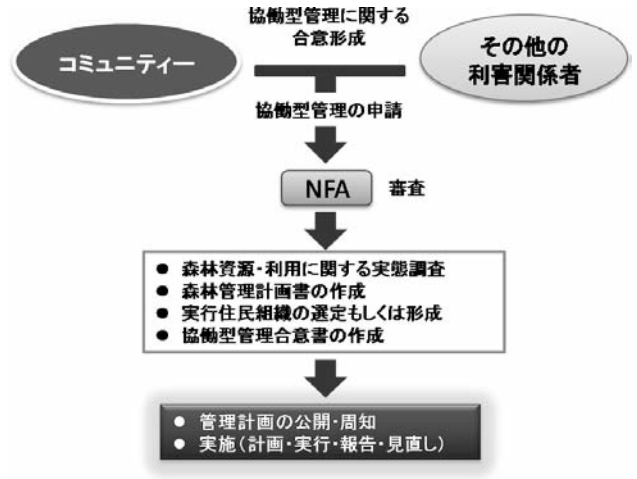 協働型管理に関する
合意形成
コミュニティー
その他の
利害関係者
協働型管理の申請
NFA
審査
● 森林資源・利用に関する実態調査
● 森林管理計画書の作成
● 実行住民組織の選定もしくは形成
● 協働型管理合意書の作成
● 管理計画の公開・周知
● 実施(計画・実行・報告・見直し)